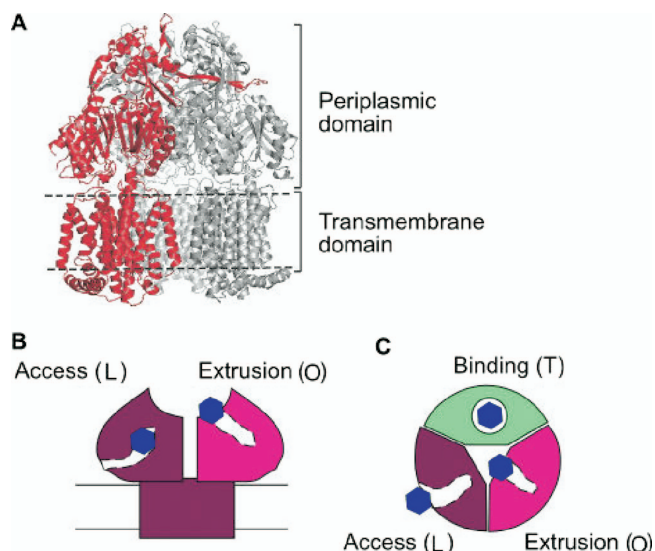 A
Periplasmic
domain
Transmembrane
domain
B
Access (L)
Extrusion (O)
C
Binding (T)
Access (L)
Extrusion (O)